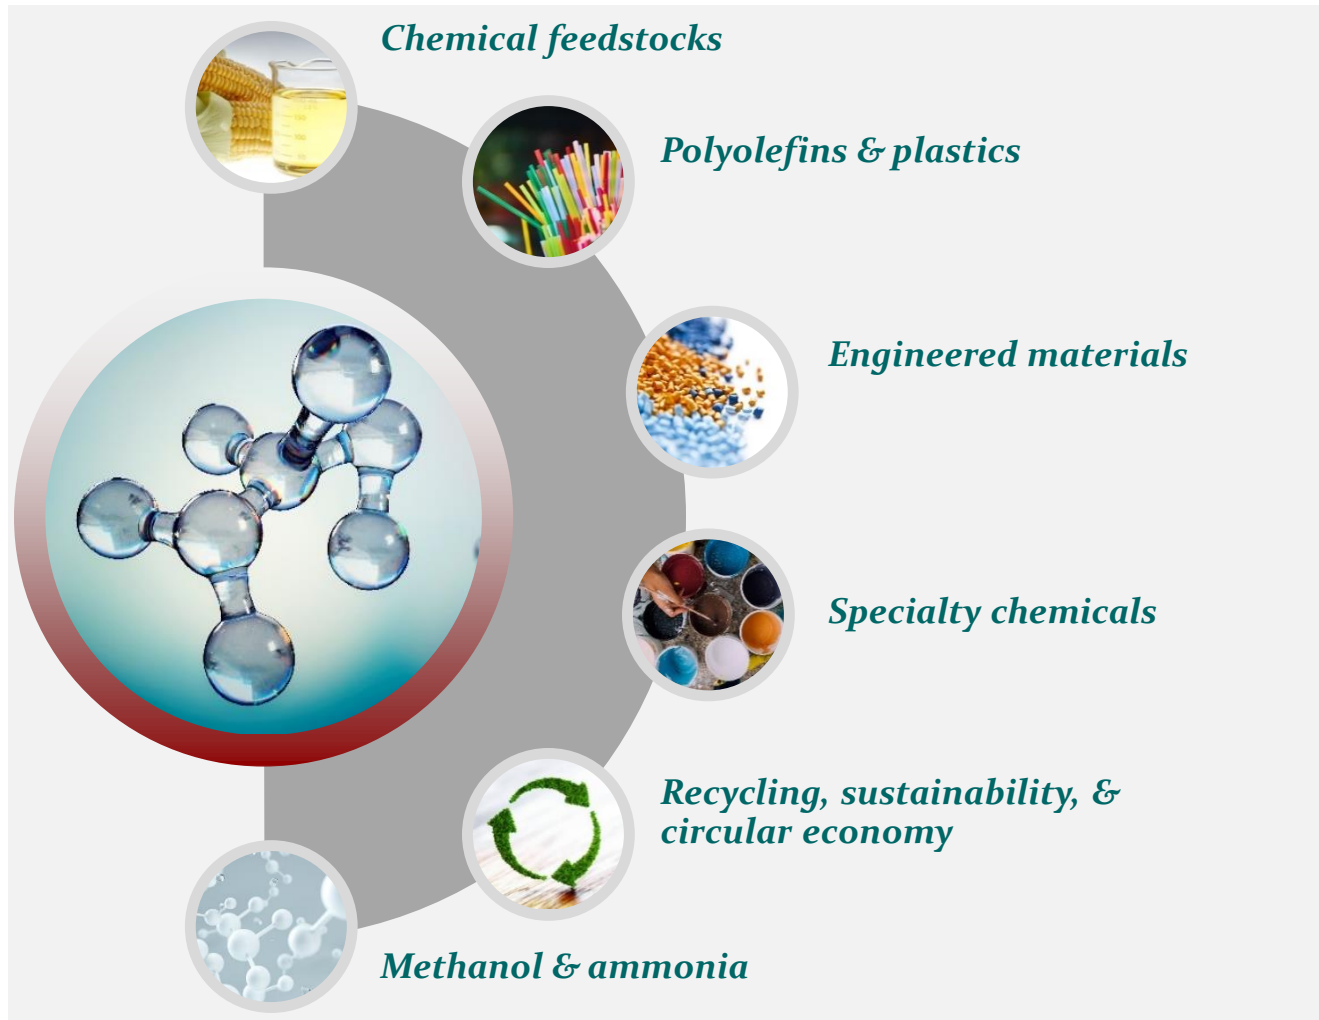 Chemical feedstocks
Polyolefins & plastics
Engineered materials
Specialty chemicals
Recycling, sustainability, &
circular economy
Methanol & ammonia